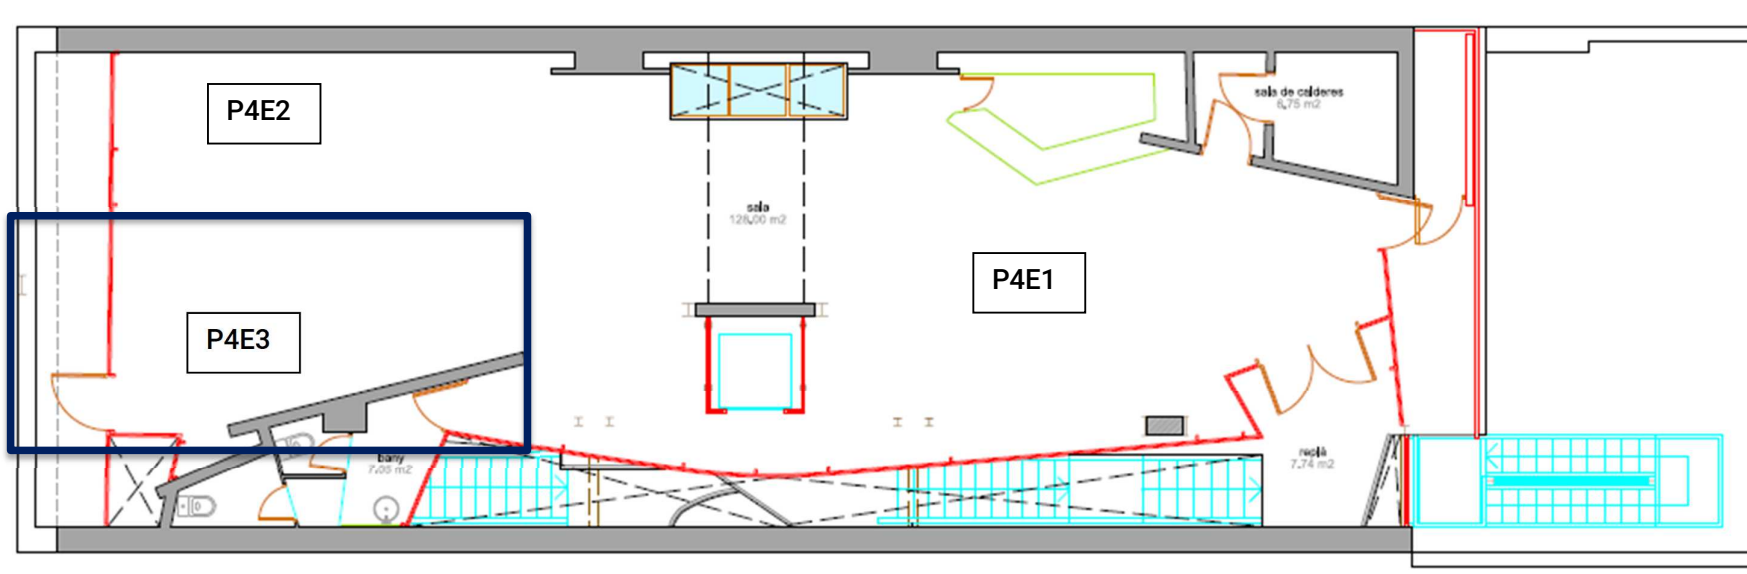 P4E2
sala de calderes
6,75 m2
sala
128,00 m2
P4E1
P4E3
bany
7,05 m2
replà
7.74 m2